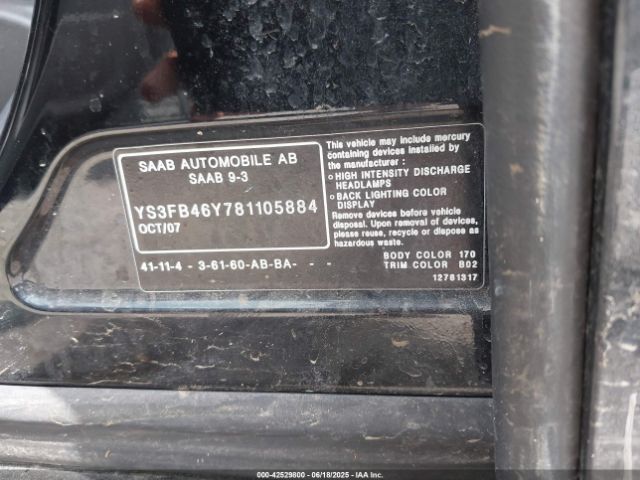 SAAB AUTOMOBILE AB
SAAB 9-3
YS3FB46Y781105884
OCT/07
41-11-4 - 3-61-60-AB-BA- - -
This vehicle may include mercury
containing devices installed by
the manufacturer :
o HIGH INTENSITY DISCHARGE
HEADLAMPS
o BACK LIGHTING COLOR
DISPLAY
Remove devices before vehicle
disposal. Upon removal of devices,
please reuse, recycle or dispose as
hazardous waste.
BODY COLOR 170
TRIM COLOR B02
12761317
000-42529800 - 06/18/2025 - IAAI.COM